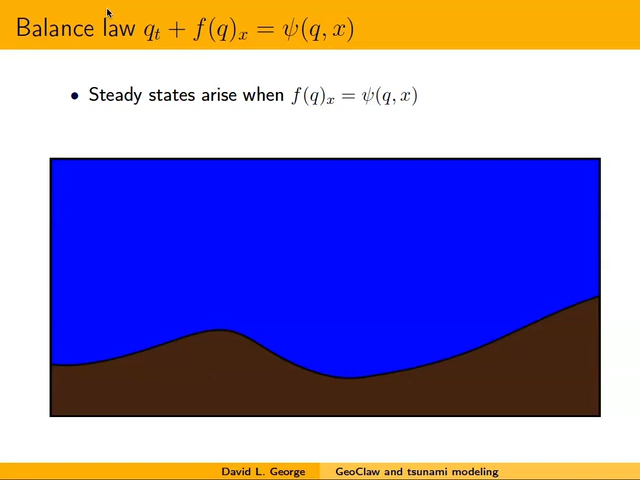 Balance law q_t + f(q)_x = ψ(q, x)
• Steady states arise when f(q)_x = ψ(q, x)
David L. George GeoClaw and tsunami modeling